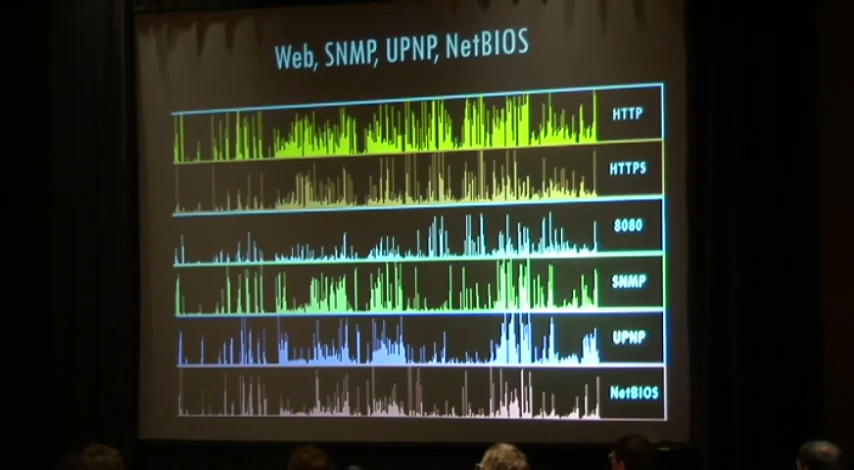 Web, SNMP, UPNP, NetBIOS
HTTP
HTTPS
8080
SNMP
UPNP
NetBIOS